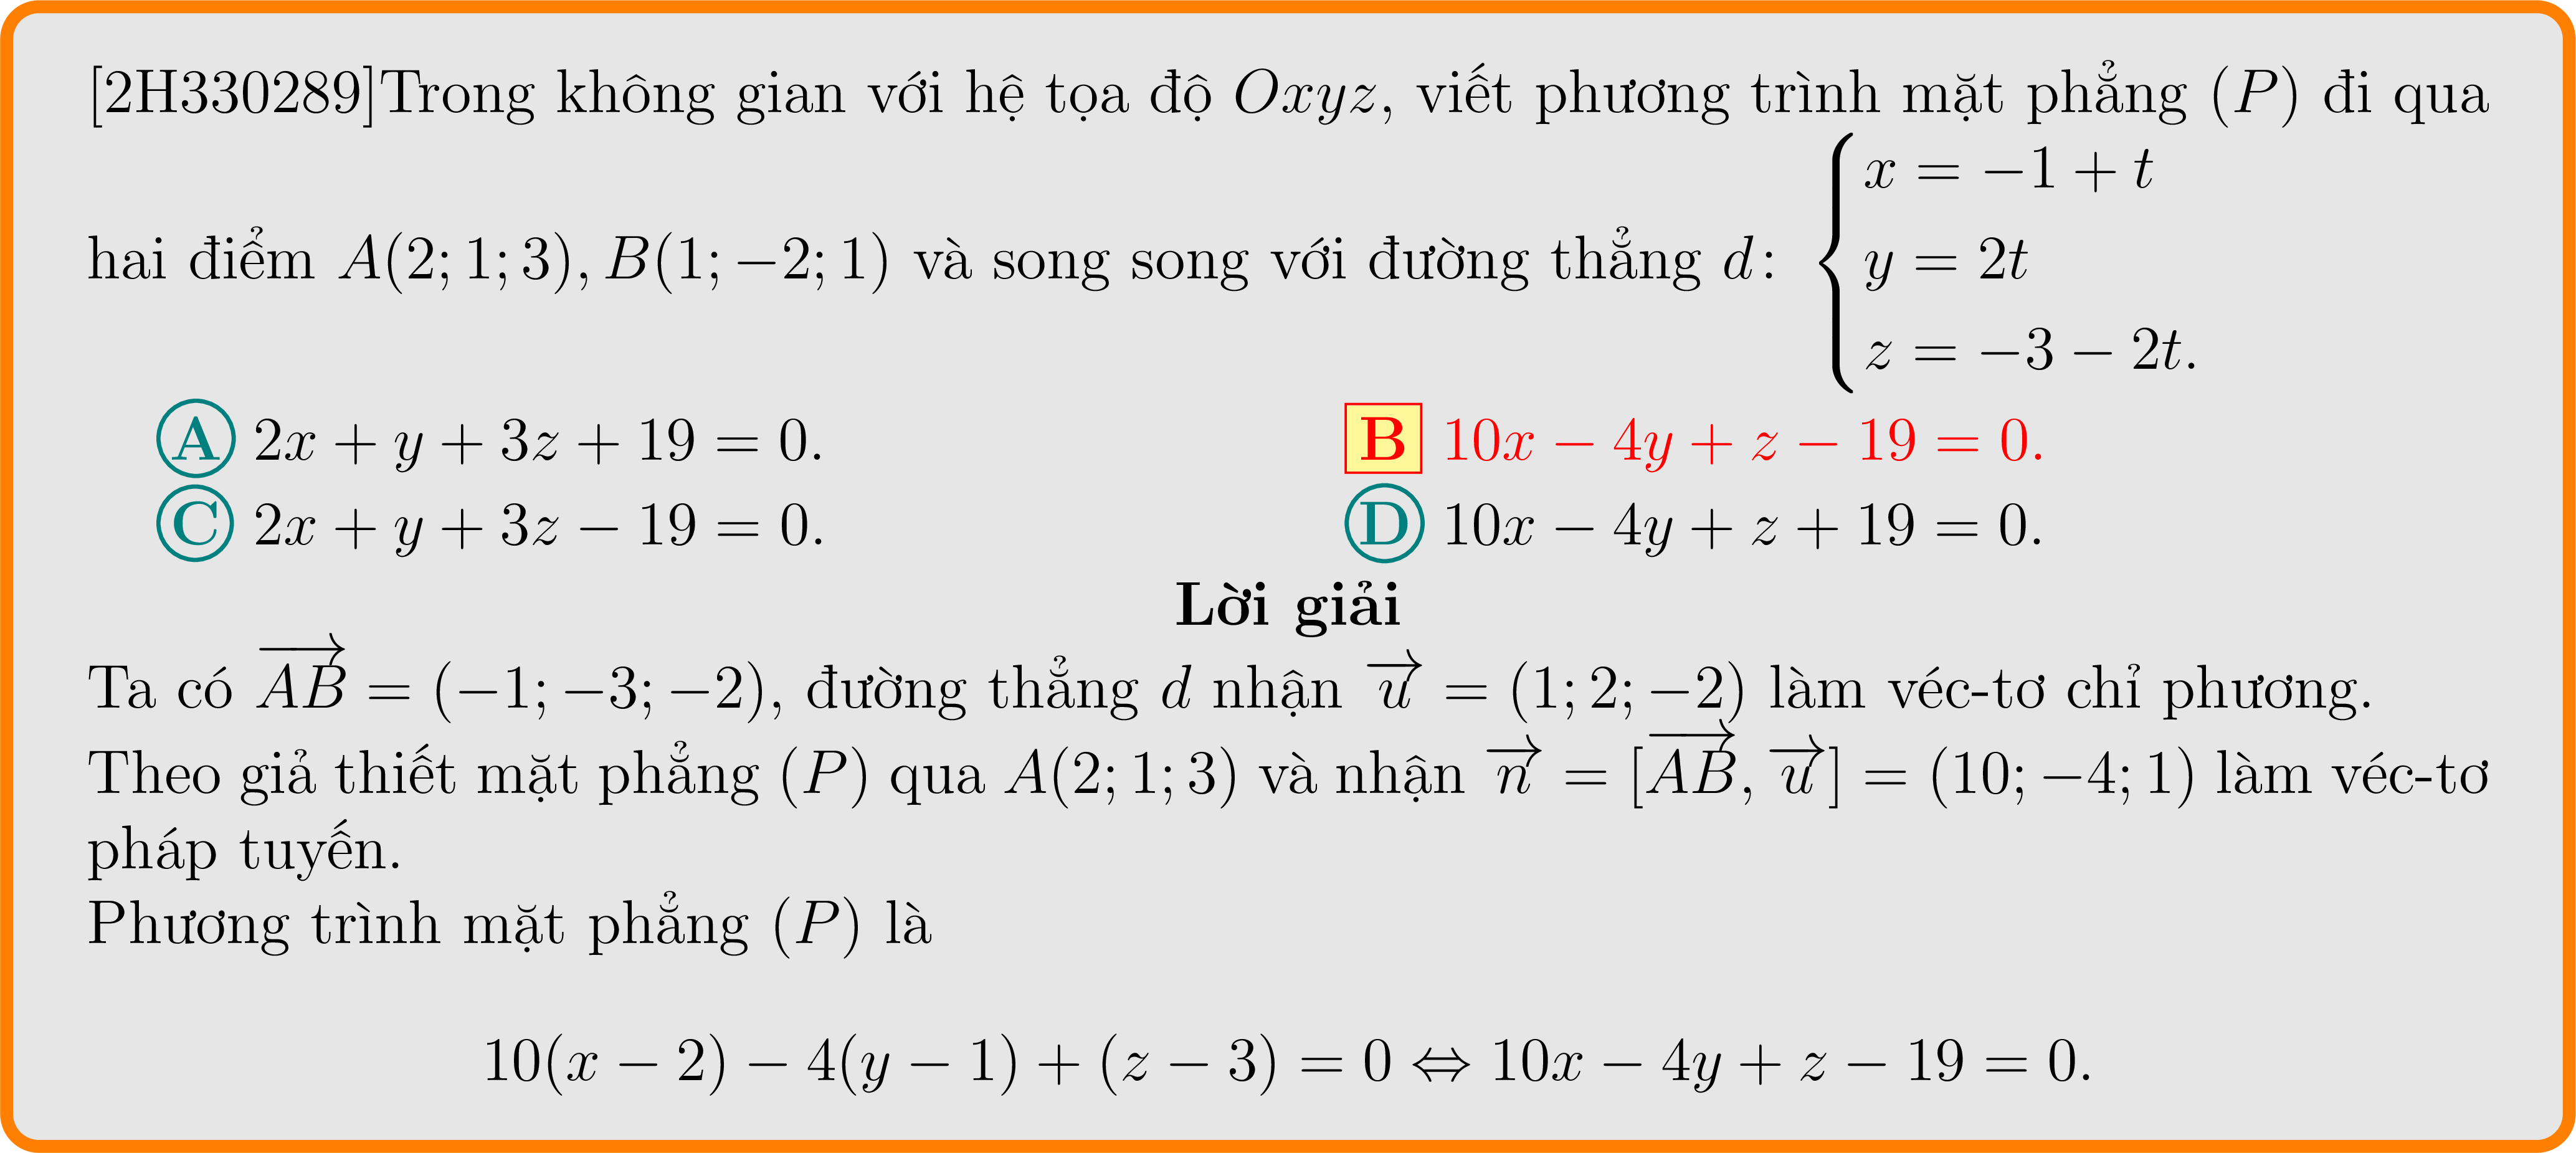 [2H330289]Trong không gian với hệ tọa độ $Oxyz$, viết phương trình mặt phẳng $(P)$ đi qua
hai điểm $A(2;1;3), B(1;-2;1)$ và song song với đường thẳng $d\colon \begin{cases} x=-1+t \\ y=2t \\ z=-3-2t. \end{cases}$
A $2x+y+3z+19=0.$ B $10x-4y+z-19=0.$
C $2x+y+3z-19=0.$ D $10x-4y+z+19=0.$
Lời giải
Ta có $\overrightarrow{AB}=(-1;-3;-2)$, đường thẳng $d$ nhận $\overrightarrow{u}=(1;2;-2)$ làm véc-tơ chỉ phương.
Theo giả thiết mặt phẳng $(P)$ qua $A(2;1;3)$ và nhận $\overrightarrow{n}=[\overrightarrow{AB},\overrightarrow{u}]=(10;-4;1)$ làm véc-tơ
pháp tuyến.
Phương trình mặt phẳng $(P)$ là
$10(x-2)-4(y-1)+(z-3)=0 \Leftrightarrow 10x-4y+z-19=0.$